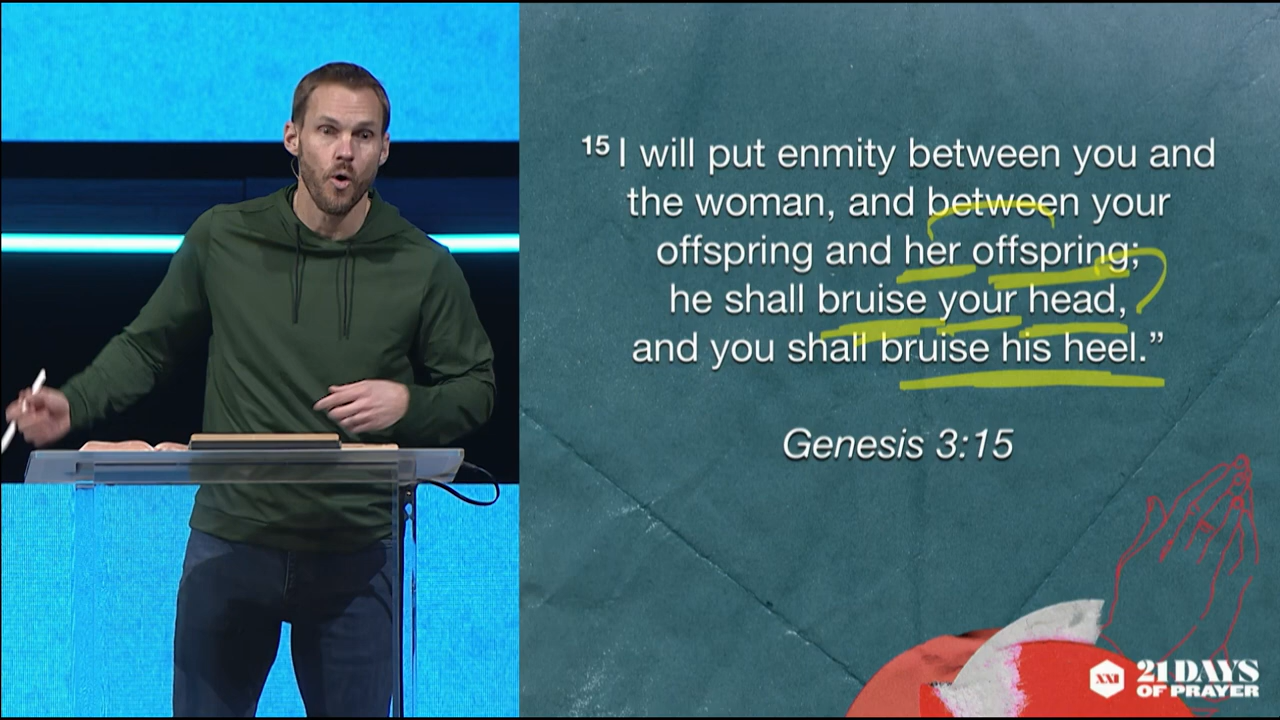 15 I will put enmity between you and
the woman, and between your
offspring and her offspring;
he shall bruise your head,
and you shall bruise his heel.”
Genesis 3:15
XXI
21 DAYS
OF PRAYER